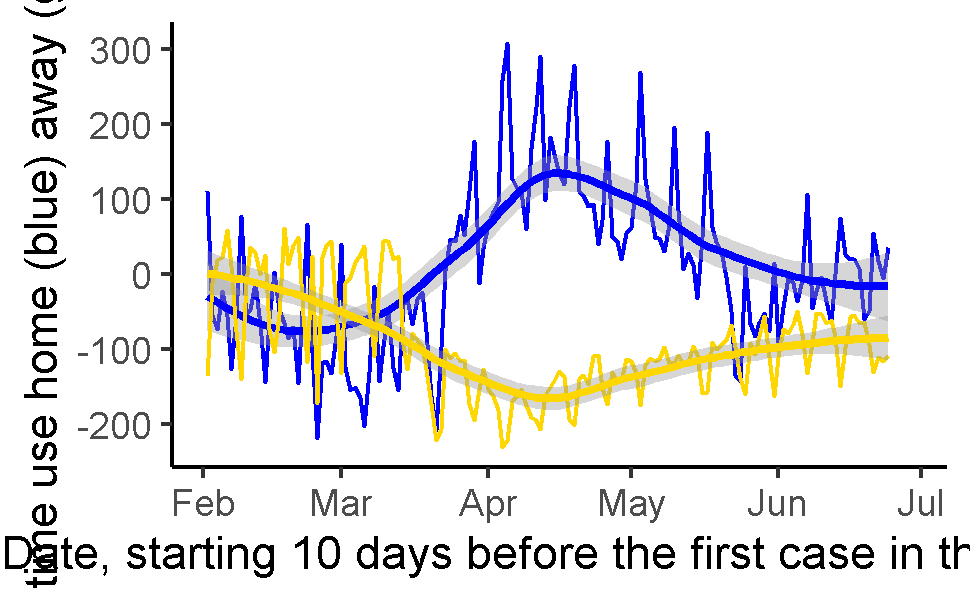 time use home (blue) away (
300
200
100
0
-100
-200
Feb Mar Apr May Jun Jul
Date, starting 10 days before the first case in th